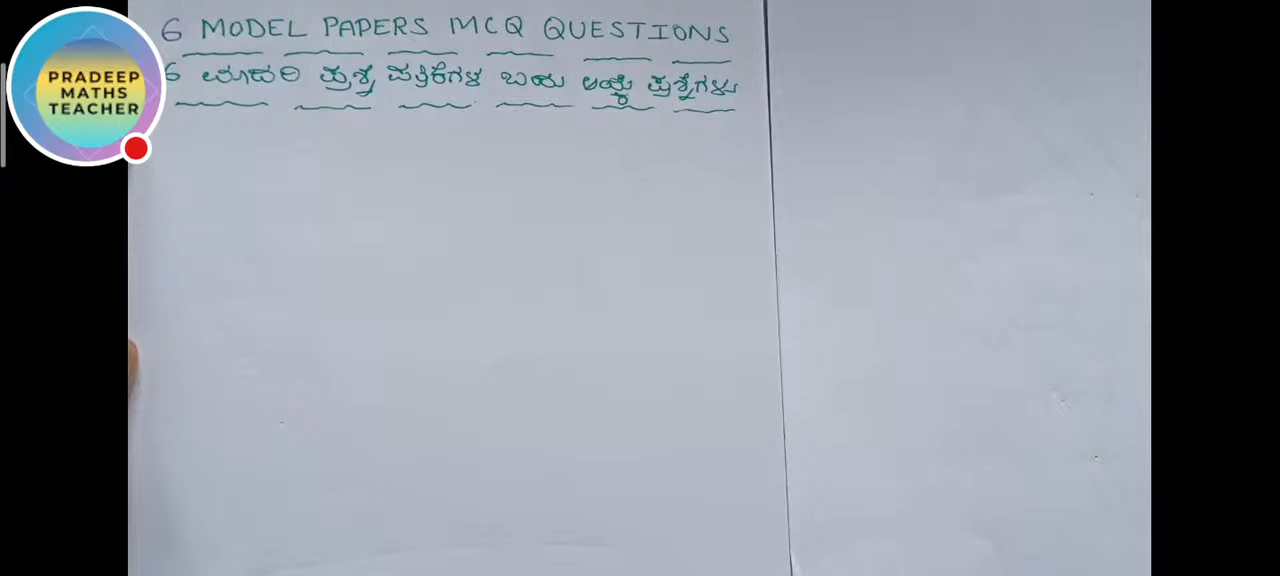 6 MODEL PAPERS MCQ QUESTIONS
6 ಮಾದರಿ ಪ್ರಶ್ನೆ ಪತ್ರಿಕೆಗಳ ಬಹು ಆಯ್ಕೆ ಪ್ರಶ್ನೆಗಳು
PRADEEP
MATHS
TEACHER